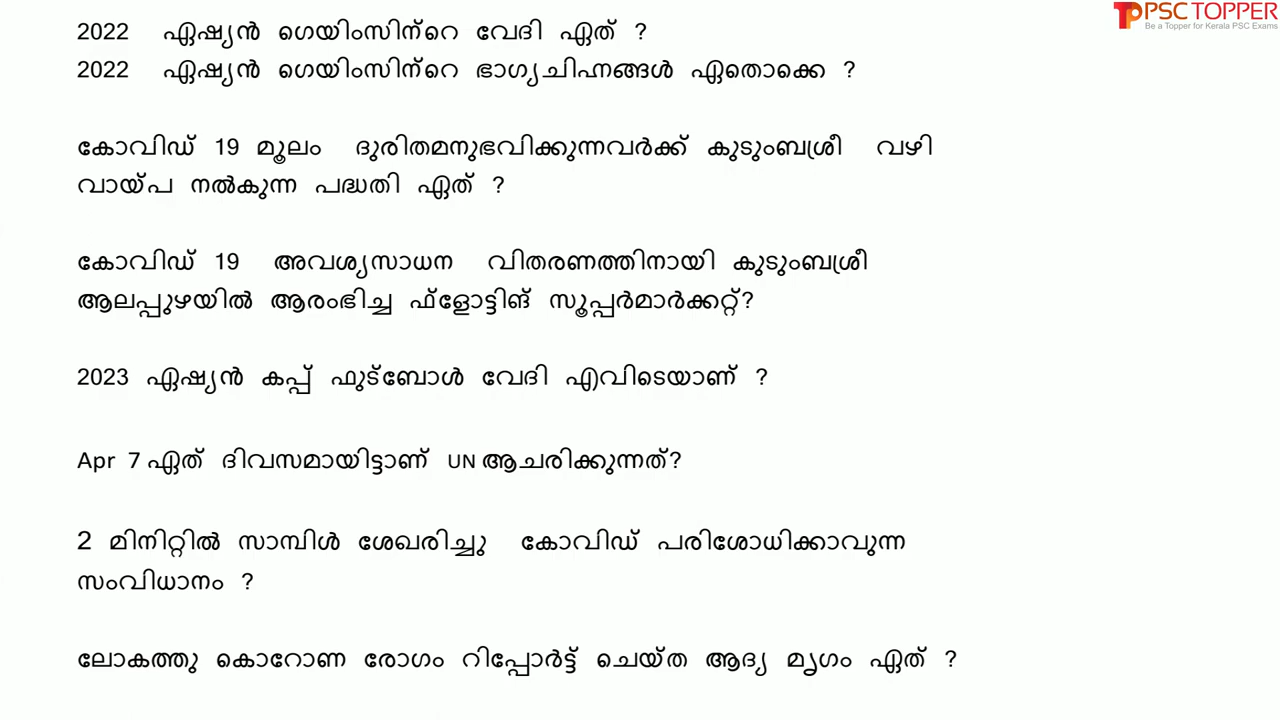 PSC TOPPER
Be a Topper for Kerala PSC Exams
2022 ഏഷ്യൻ ഗെയിംസിന്റെ വേദി ഏത് ?
2022 ഏഷ്യൻ ഗെയിംസിന്റെ ഭാഗ്യചിഹ്നങ്ങൾ ഏതൊക്കെ ?
കോവിഡ് 19 മൂലം ദുരിതമനുഭവിക്കുന്നവർക്ക് കുടുംബശ്രീ വഴി
വായ്പ നൽകുന്ന പദ്ധതി ഏത് ?
കോവിഡ് 19 അവശ്യസാധന വിതരണത്തിനായി കുടുംബശ്രീ
ആലപ്പുഴയിൽ ആരംഭിച്ച ഫ്ളോട്ടിങ് സൂപ്പർമാർക്കറ്റ്?
2023 ഏഷ്യൻ കപ്പ് ഫുട്ബോൾ വേദി എവിടെയാണ് ?
Apr 7 ഏത് ദിവസമായിട്ടാണ് UN ആചരിക്കുന്നത്?
2 മിനിറ്റിൽ സാമ്പിൾ ശേഖരിച്ചു കോവിഡ് പരിശോധിക്കാവുന്ന
സംവിധാനം ?
ലോകത്തു കൊറോണ രോഗം റിപ്പോർട്ട് ചെയ്ത ആദ്യ മൃഗം ഏത് ?